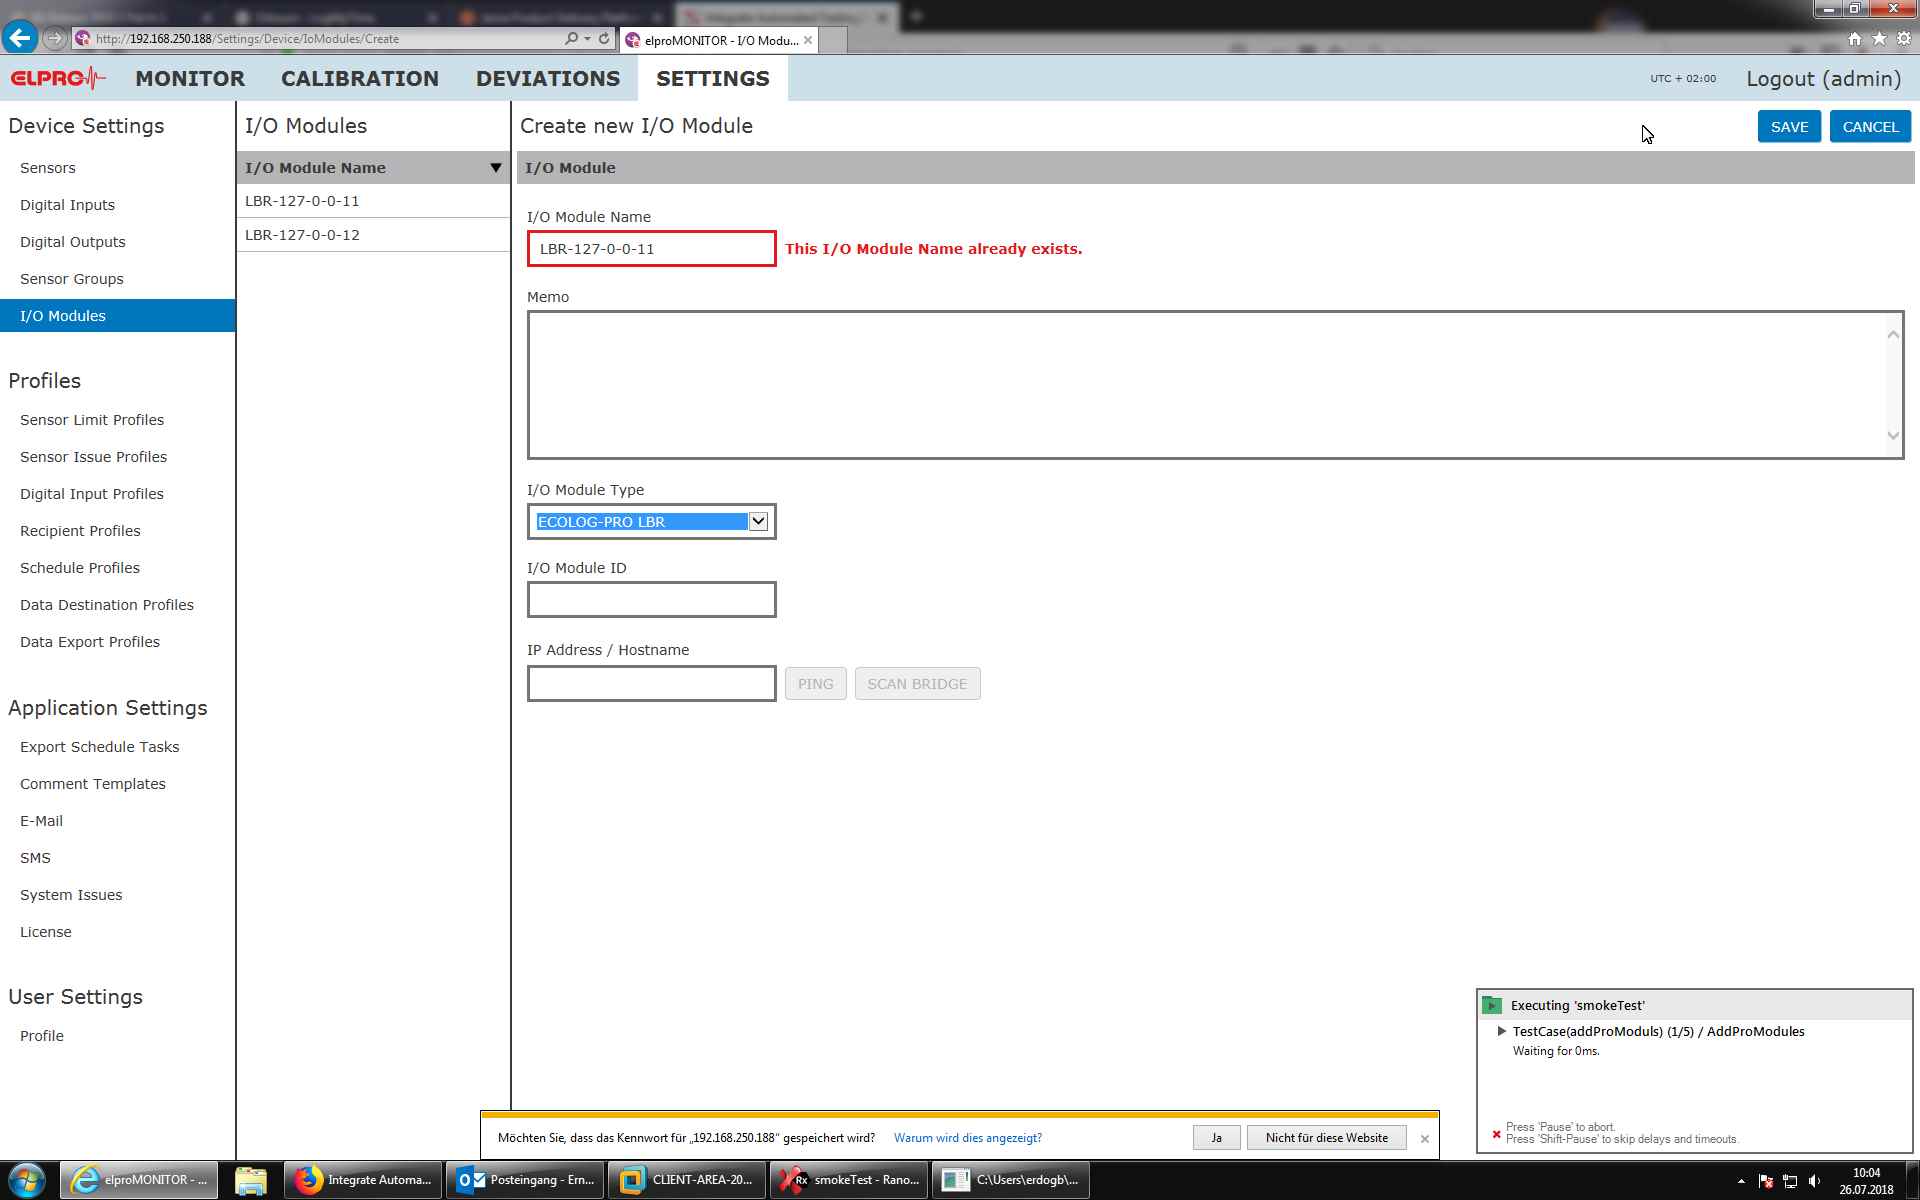 http://192.168.250.188/Settings/Device/IoModules/Create
elproMONITOR - I/O Modu...
ELPRO
MONITOR
CALIBRATION
DEVIATIONS
SETTINGS
UTC + 02:00
Logout (admin)
Device Settings
Sensors
Digital Inputs
Digital Outputs
Sensor Groups
I/O Modules
Profiles
Sensor Limit Profiles
Sensor Issue Profiles
Digital Input Profiles
Recipient Profiles
Schedule Profiles
Data Destination Profiles
Data Export Profiles
Application Settings
Export Schedule Tasks
Comment Templates
E-Mail
SMS
System Issues
License
User Settings
Profile
I/O Modules
I/O Module Name
LBR-127-0-0-11
LBR-127-0-0-12
Create new I/O Module
SAVE
CANCEL
I/O Module
I/O Module Name
LBR-127-0-0-11
This I/O Module Name already exists.
Memo
I/O Module Type
ECOLOG-PRO LBR
I/O Module ID
IP Address / Hostname
PING
SCAN BRIDGE
Executing 'smokeTest'
TestCase(addProModuls) (1/5) / AddProModules
Waiting for 0ms.
Press 'Pause' to abort.
Press 'Shift-Pause' to skip delays and timeouts.
Möchten Sie, dass das Kennwort für „192.168.250.188“ gespeichert wird?
Warum wird dies angezeigt?
Ja
Nicht für diese Website
elproMONITOR - ...
Integrate Automa...
Posteingang - Ern...
CLIENT-AREA-20...
Rx
smokeTest - Rano...
C:\Users\erdogb\...
10:04
26.07.2018